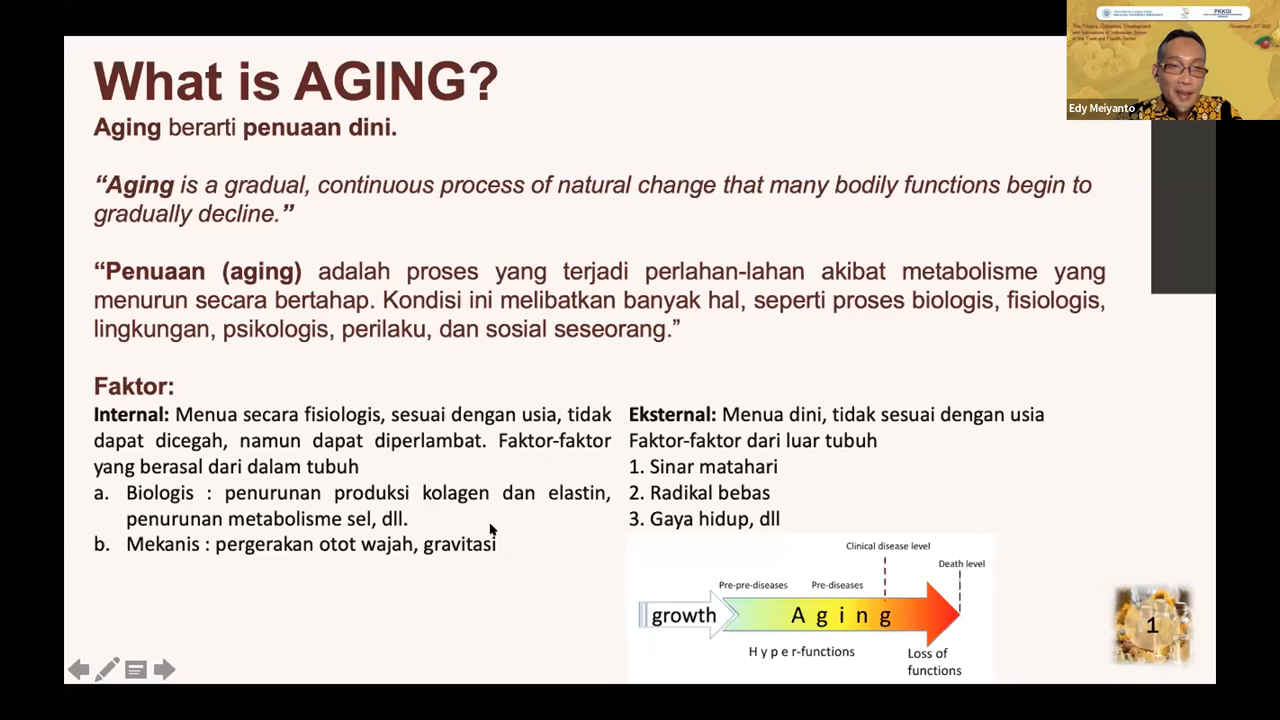 What is AGING?
Aging berarti penuaan dini.
“Aging is a gradual, continuous process of natural change that many bodily functions begin to
gradually decline.”
“Penuaan (aging) adalah proses yang terjadi perlahan-lahan akibat metabolisme yang
menurun secara bertahap. Kondisi ini melibatkan banyak hal, seperti proses biologis, fisiologis,
lingkungan, psikologis, perilaku, dan sosial seseorang.”
Faktor:
Internal: Menua secara fisiologis, sesuai dengan usia, tidak
dapat dicegah, namun dapat diperlambat. Faktor-faktor
yang berasal dari dalam tubuh
a. Biologis : penurunan produksi kolagen dan elastin,
penurunan metabolisme sel, dll.
b. Mekanis : pergerakan otot wajah, gravitasi
Eksternal: Menua dini, tidak sesuai dengan usia
Faktor-faktor dari luar tubuh
1. Sinar matahari
2. Radikal bebas
3. Gaya hidup, dll
Clinical disease level
Death level
Pre-pre-diseases
Pre-diseases
growth
Aging
Hyper-functions
Loss of
functions
1
PKKGI
Edy Meiyanto